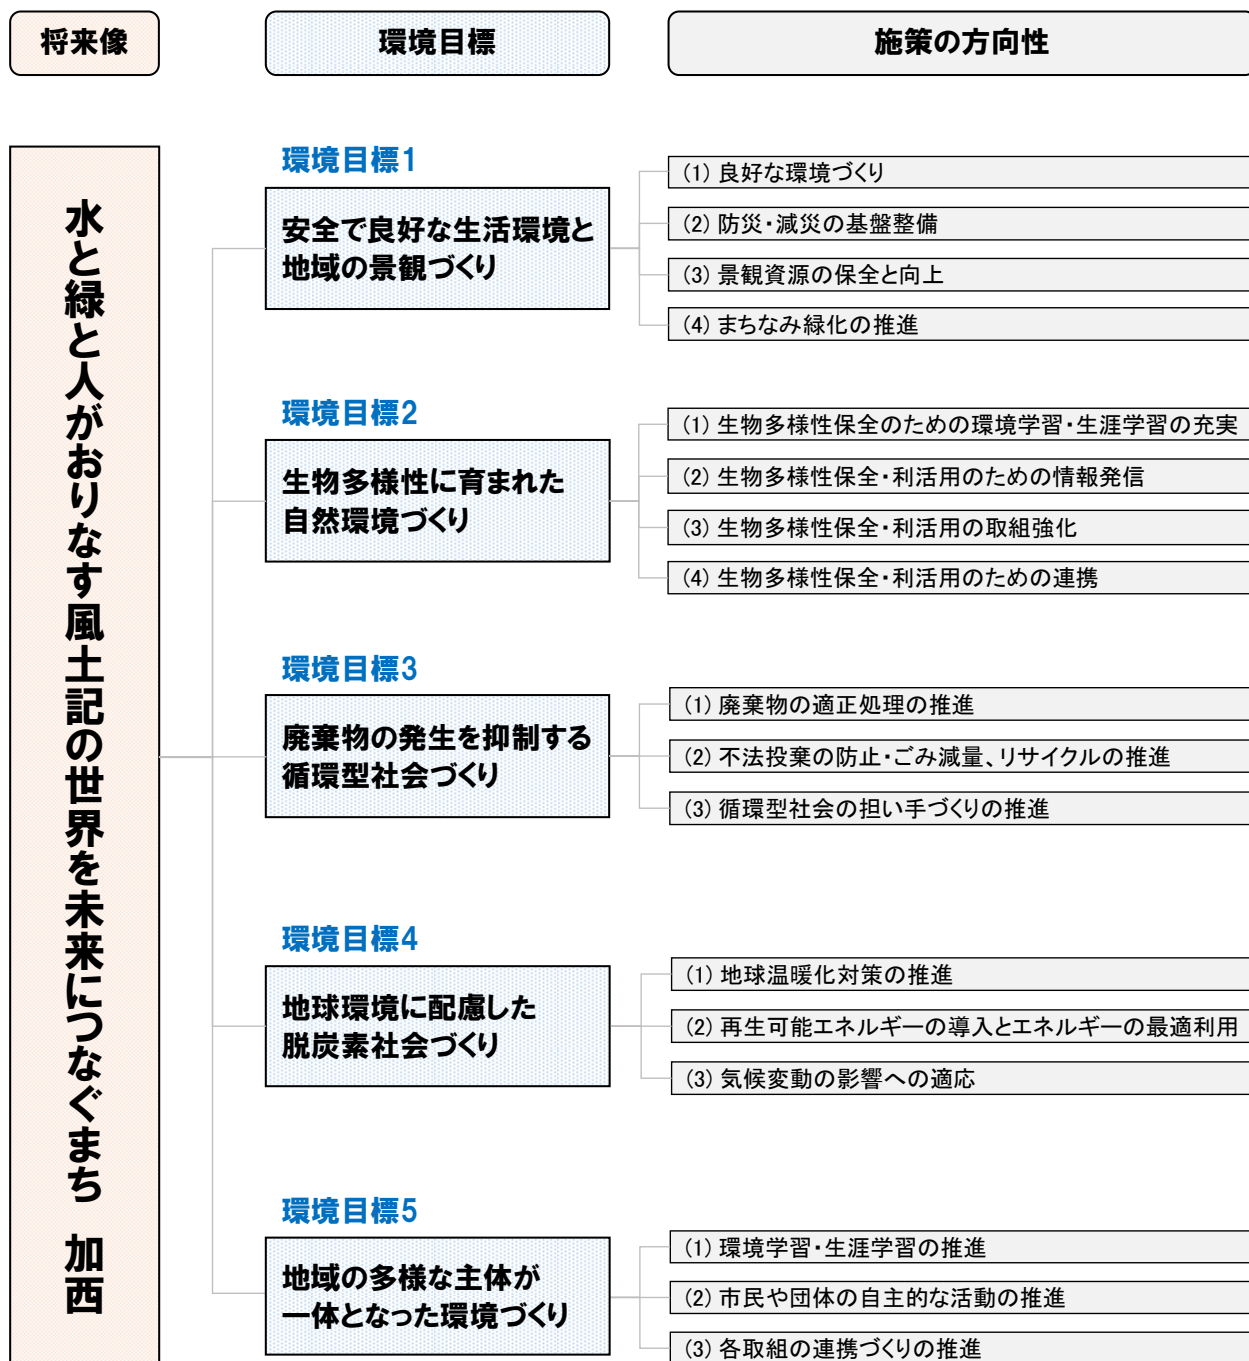 将来像
環境目標
施策の方向性
水と緑と人がおりなす風土記の世界を未来につなぐまち 加西
環境目標1
安全で良好な生活環境と
地域の景観づくり
(1) 良好な環境づくり
(2) 防災・減災の基盤整備
(3) 景観資源の保全と向上
(4) まちなみ緑化の推進
環境目標2
生物多様性に育まれた
自然環境づくり
(1) 生物多様性保全のための環境学習・生涯学習の充実
(2) 生物多様性保全・利活用のための情報発信
(3) 生物多様性保全・利活用の取組強化
(4) 生物多様性保全・利活用のための連携
環境目標3
廃棄物の発生を抑制する
循環型社会づくり
(1) 廃棄物の適正処理の推進
(2) 不法投棄の防止・ごみ減量、リサイクルの推進
(3) 循環型社会の担い手づくりの推進
環境目標4
地球環境に配慮した
脱炭素社会づくり
(1) 地球温暖化対策の推進
(2) 再生可能エネルギーの導入とエネルギーの最適利用
(3) 気候変動の影響への適応
環境目標5
地域の多様な主体が
一体となった環境づくり
(1) 環境学習・生涯学習の推進
(2) 市民や団体の自主的な活動の推進
(3) 各取組の連携づくりの推進